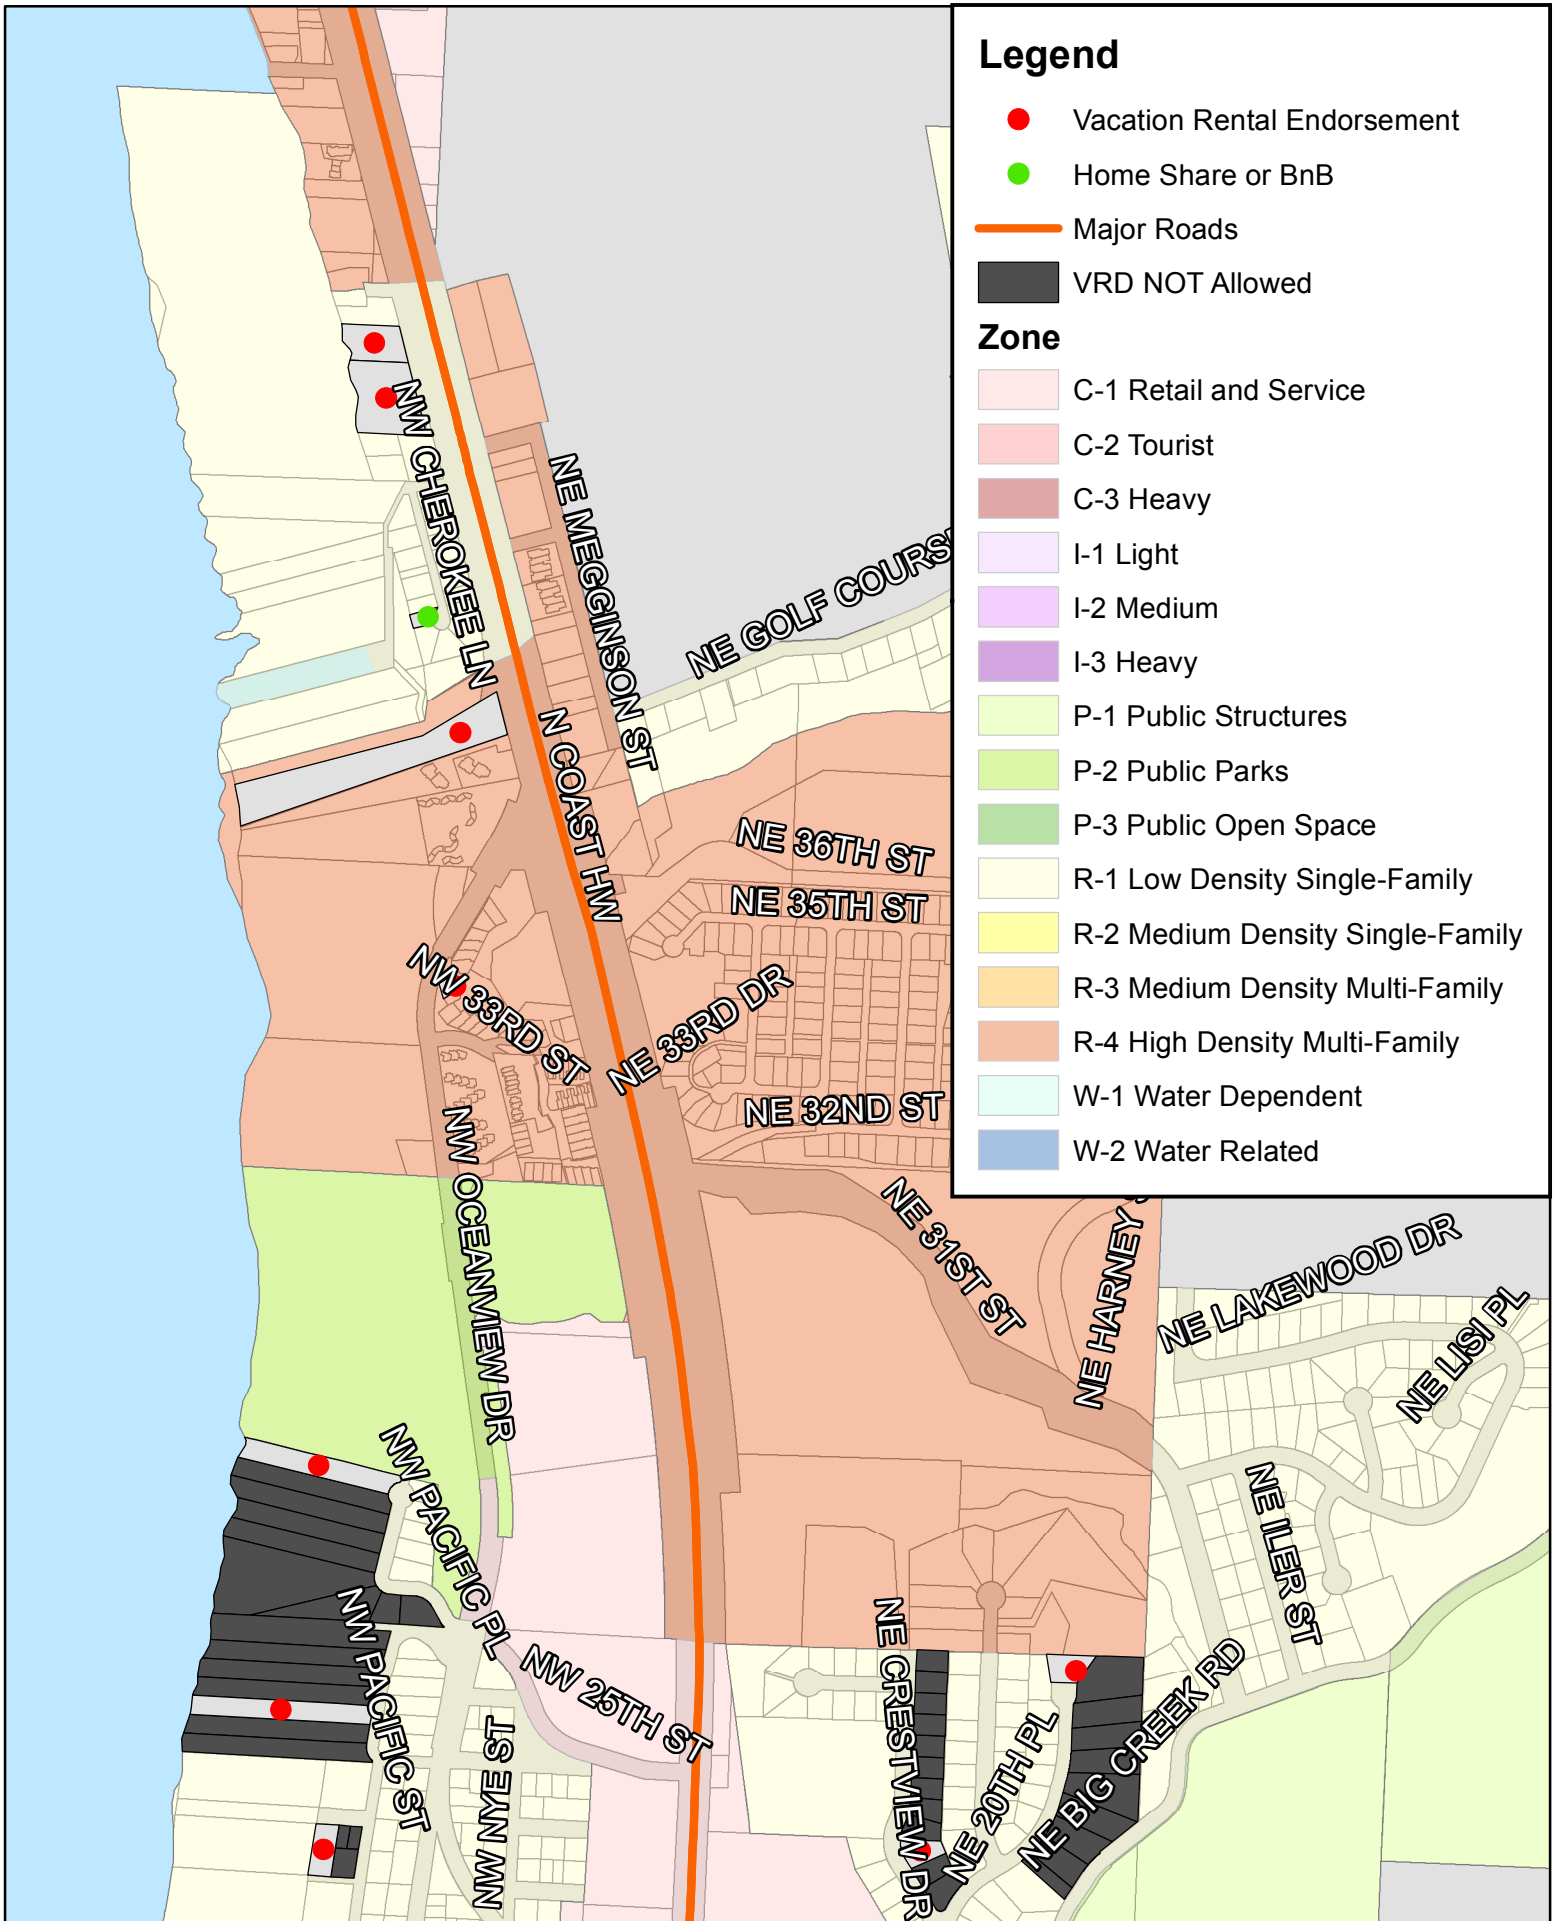 Legend
Vacation Rental Endorsement
Home Share or BnB
Major Roads
VRD NOT Allowed
Zone
C-1 Retail and Service
C-2 Tourist
C-3 Heavy
I-1 Light
I-2 Medium
I-3 Heavy
P-1 Public Structures
P-2 Public Parks
P-3 Public Open Space
R-1 Low Density Single-Family
R-2 Medium Density Single-Family
R-3 Medium Density Multi-Family
R-4 High Density Multi-Family
W-1 Water Dependent
W-2 Water Related
NW CHEROKEE LN
NE MEGGINSON ST
NE GOLF COURS
N COAST HW
NE 36TH ST
NE 35TH ST
NW 33RD ST
NE 33RD DR
NE 32ND ST
NW OCEANVIEW DR
NE 31ST ST
NE HARNEY
NE LAKEWOOD DR
NE LISI PL
NW PACIFIC PL
NE ILER ST
NW PACIFIC ST
NW 25TH ST
NW NYE ST
NE CRESTVIEW DR
NE 20TH PL
NE BIG CREEK RD